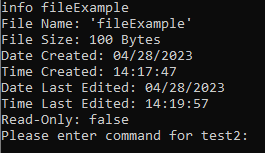 info fileExample
File Name: 'fileExample'
File Size: 100 Bytes
Date Created: 04/28/2023
Time Created: 14:17:47
Date Last Edited: 04/28/2023
Time Last Edited: 14:19:57
Read-Only: false
Please enter command for test2: